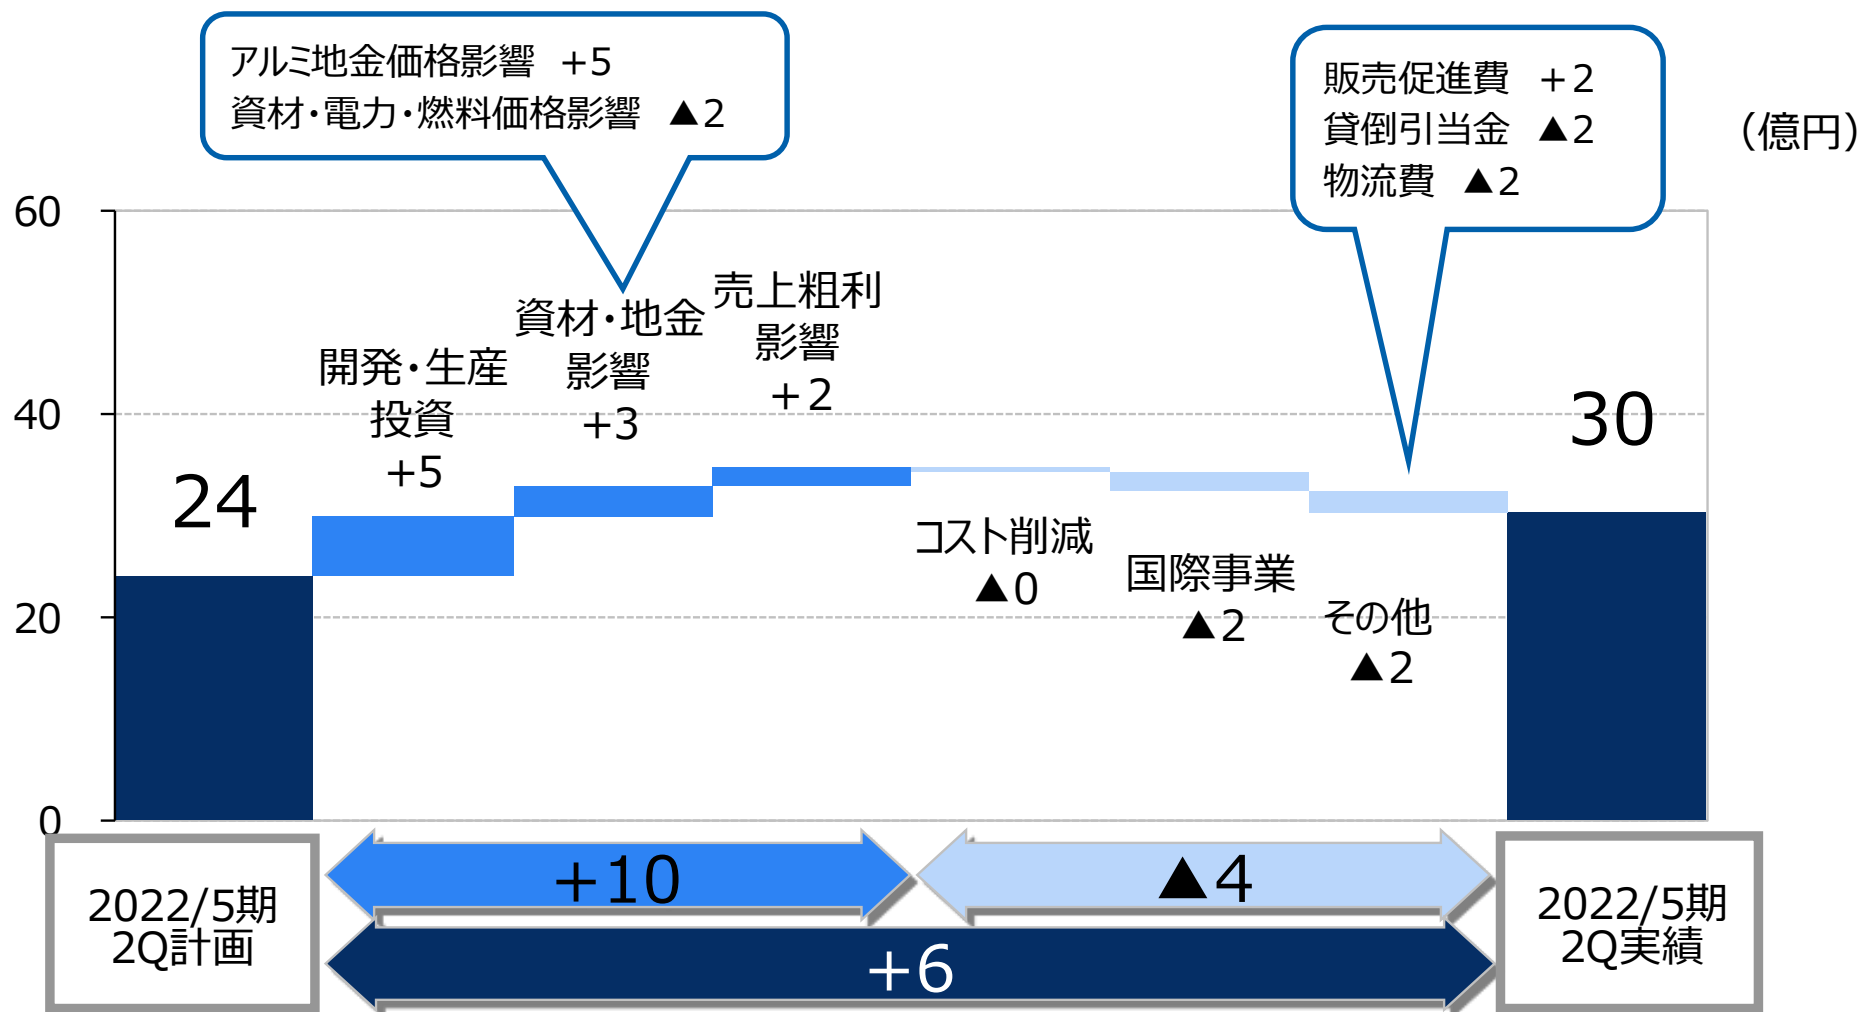 アルミ地金価格影響 +5
資材・電力・燃料価格影響 ▲2
販売促進費 +2
貸倒引当金 ▲2
物流費 ▲2
（億円）
60
40
20
0
24
開発・生産
投資
+5
資材・地金
影響
+3
売上粗利
影響
+2
コスト削減
▲0
国際事業
▲2
その他
▲2
30
+10
▲4
+6
2022/5期
2Q計画
2022/5期
2Q実績